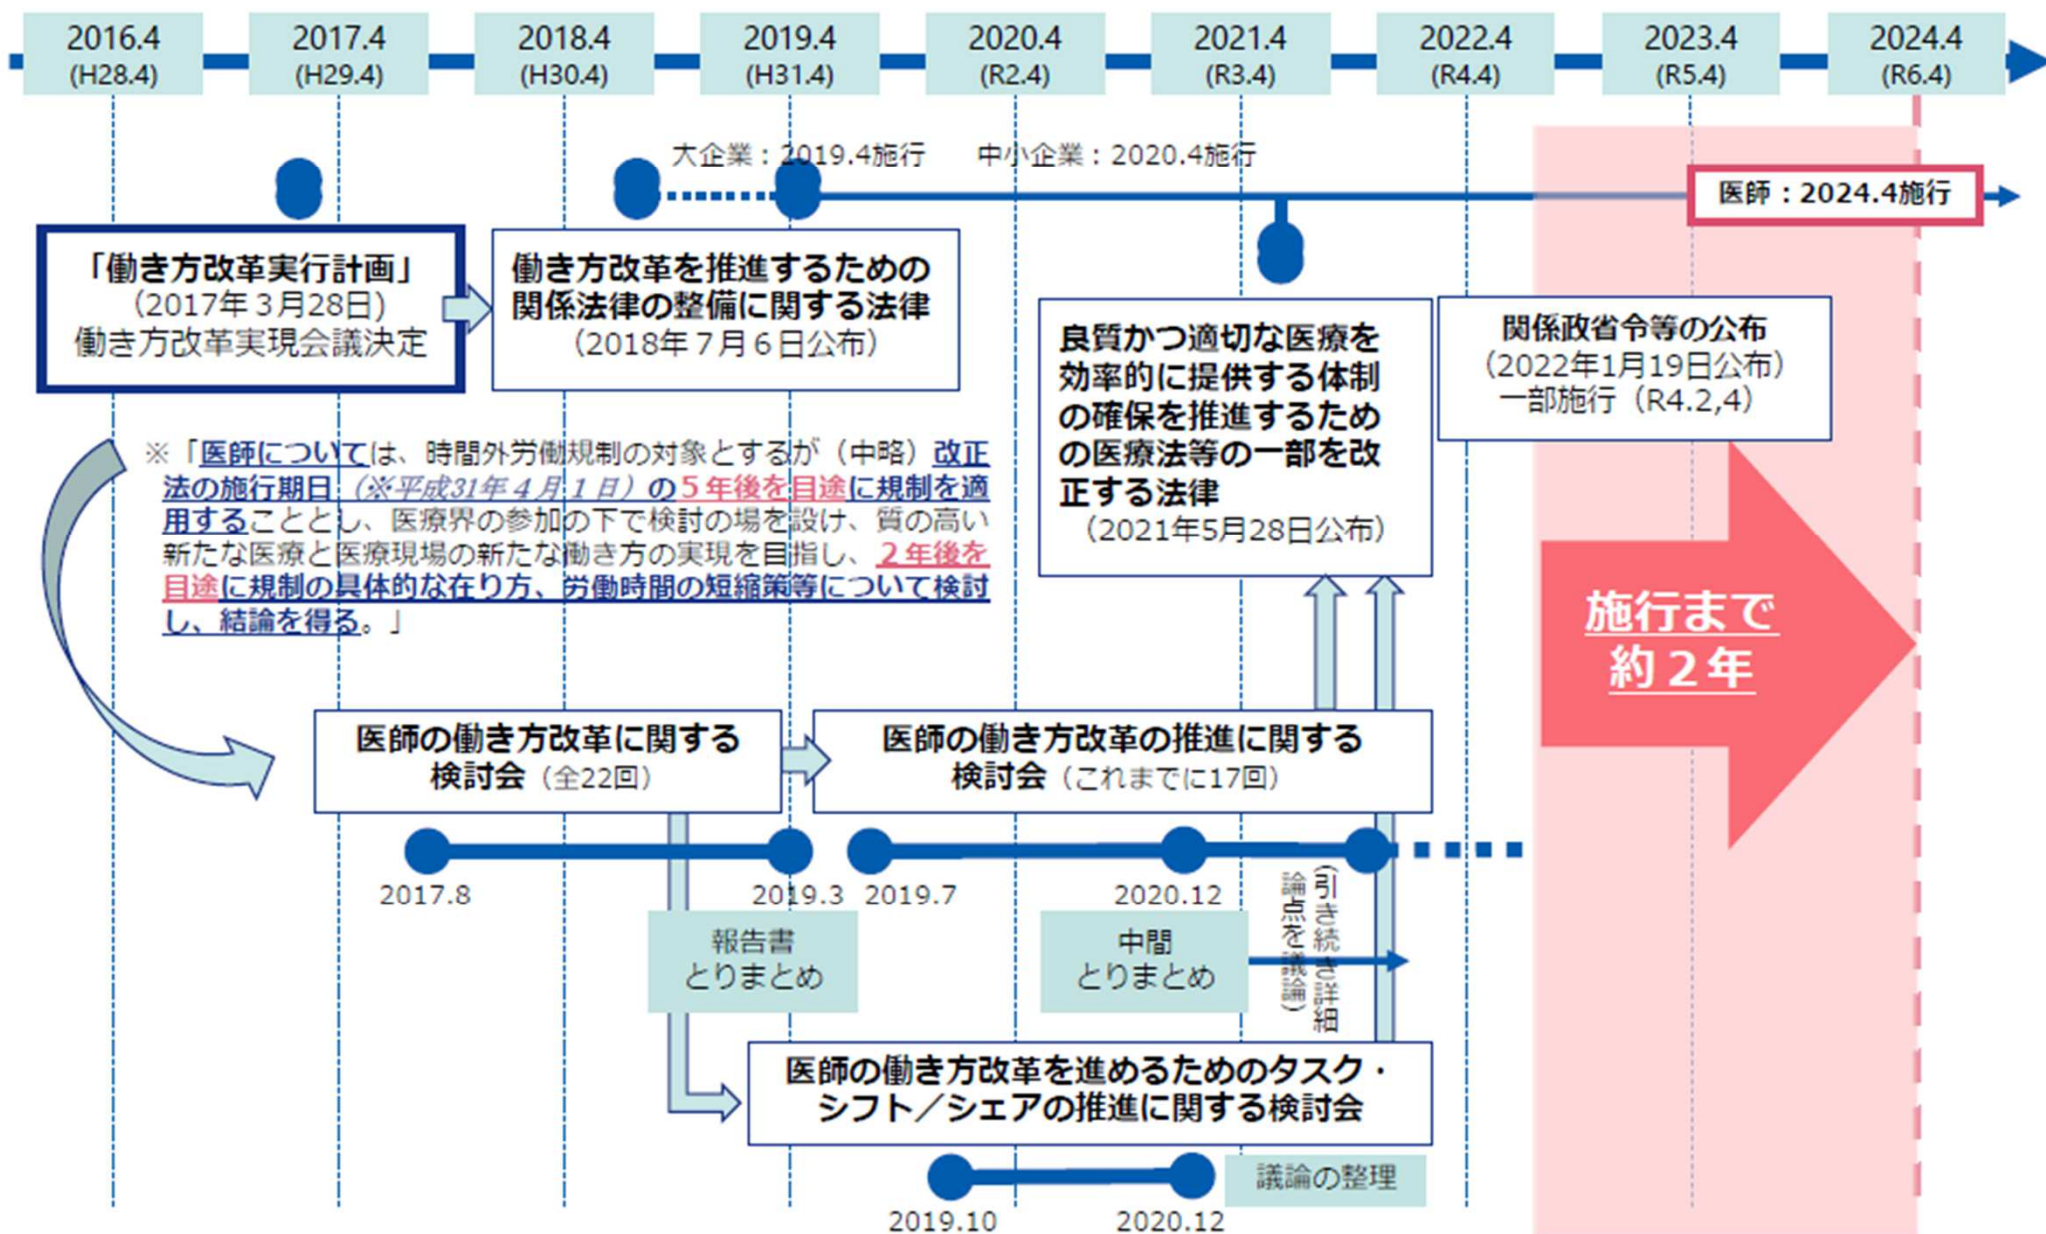 2016.4
(H28.4)
2017.4
(H29.4)
2018.4
(H30.4)
2019.4
(H31.4)
2020.4
(R2.4)
2021.4
(R3.4)
2022.4
(R4.4)
2023.4
(R5.4)
2024.4
(R6.4)
大企業：2019.4施行　中小企業：2020.4施行
医師：2024.4施行
「働き方改革実行計画」
（2017年３月28日)
働き方改革実現会議決定
働き方改革を推進するための
関係法律の整備に関する法律
（2018年７月６日公布）
良質かつ適切な医療を
効率的に提供する体制
の確保を推進するため
の医療法等の一部を改
正する法律
（2021年5月28日公布）
関係政省令等の公布
（2022年1月19日公布）
一部施行（R4.2,4）
※「医師については、時間外労働規制の対象とするが（中略）改正
法の施行期日（※平成31年４月１日）の５年後を目途に規制を適
用することとし、医療界の参加の下で検討の場を設け、質の高い
新たな医療と医療現場の新たな働き方の実現を目指し、２年後を
目途に規制の具体的な在り方、労働時間の短縮策等について検討
し、結論を得る。」
施行まで
約２年
医師の働き方改革に関する
検討会（全22回）
医師の働き方改革の推進に関する
検討会（これまでに17回）
2017.8
2019.3
2019.7
2020.12
報告書
とりまとめ
中間
とりまとめ
（引き続き詳細
論点を議論）
医師の働き方改革を進めるためのタスク・
シフト／シェアの推進に関する検討会
議論の整理
2019.10
2020.12